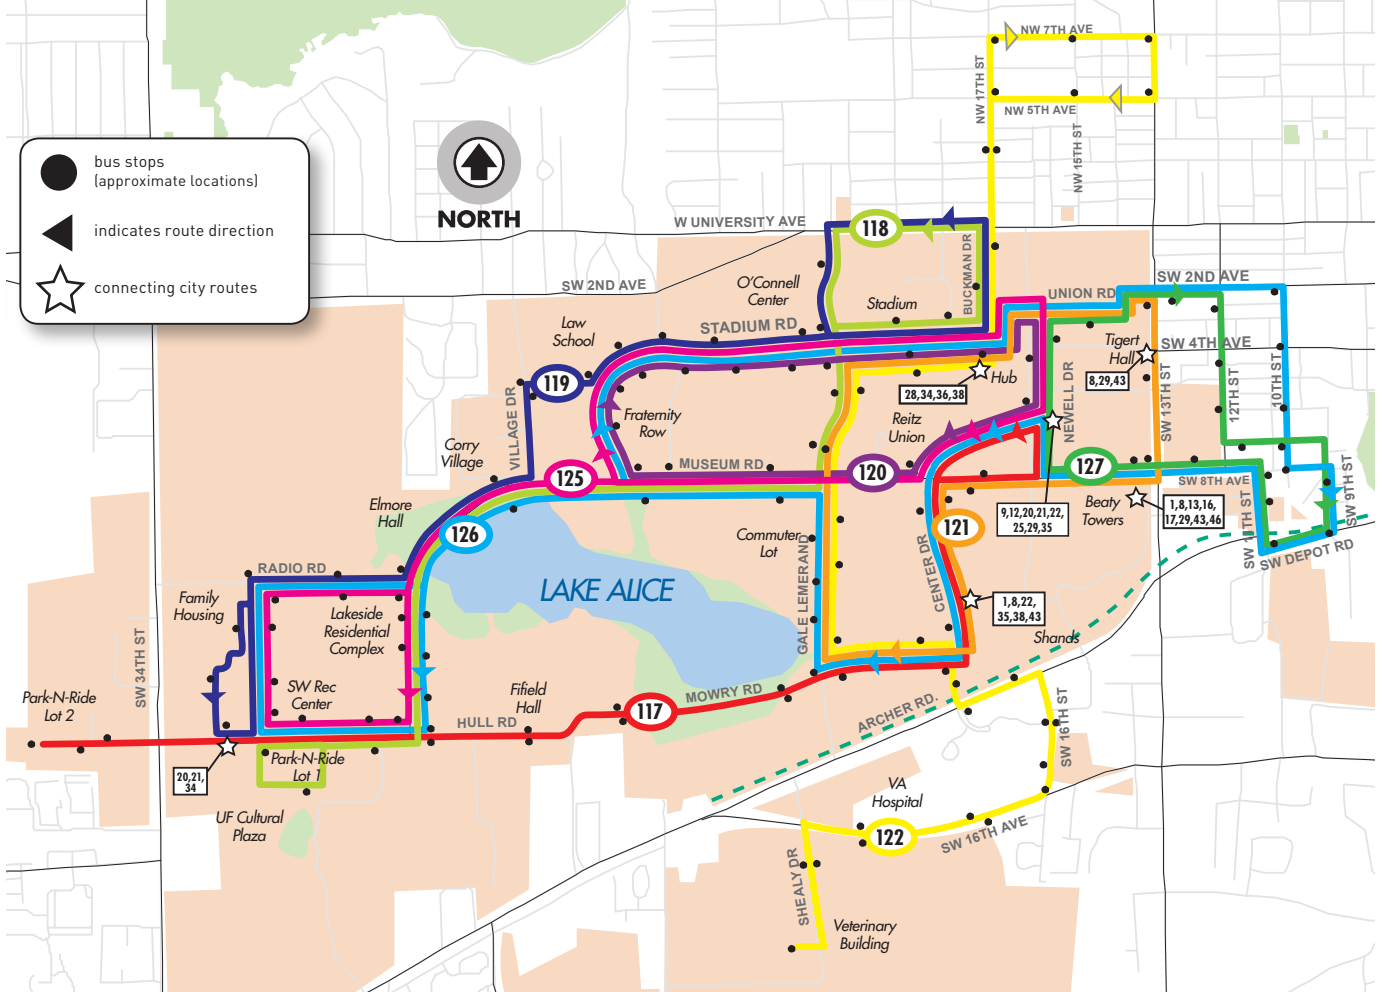 NW 7TH AVE
NW 17TH ST
NW 5TH AVE
NW 15TH ST
bus stops
(approximate locations)
indicates route direction
connecting city routes
NORTH
W UNIVERSITY AVE
118
BUCKMAN DR
SW 2ND AVE
O'Connell
Center
Stadium
UNION RD
SW 2ND AVE
Law
School
STADIUM RD
Tigert
Hall
SW 4TH AVE
8,29,43
119
VILLAGE DR
Hub
28,34,36,38
NEWELL DR
SW 13TH ST
12TH ST
10TH ST
Fraternity
Row
Reitz
Union
Corry
Village
MUSEUM RD
125
120
127
SW 8TH AVE
SW 9TH ST
Elmore
Hall
126
Commuter
Lot
121
9,12,20,21,22,
25,29,35
Beaty
Towers
1,8,13,16,
17,29,43,46
SW 11TH ST
SW DEPOT RD
RADIO RD
LAKE ALICE
GALE LEMERAND
CENTER DR
Family
Housing
Lakeside
Residential
Complex
1,8,22,
35,38,43
Shands
SW 34TH ST
SW Rec
Center
Park-N-Ride
Lot 2
Fifield
Hall
MOWRY RD
117
HULL RD
ARCHER RD.
SW 16TH ST
20,21,
34
Park-N-Ride
Lot 1
VA
Hospital
UF Cultural
Plaza
122
SW 16TH AVE
SHEALY DR
Veterinary
Building